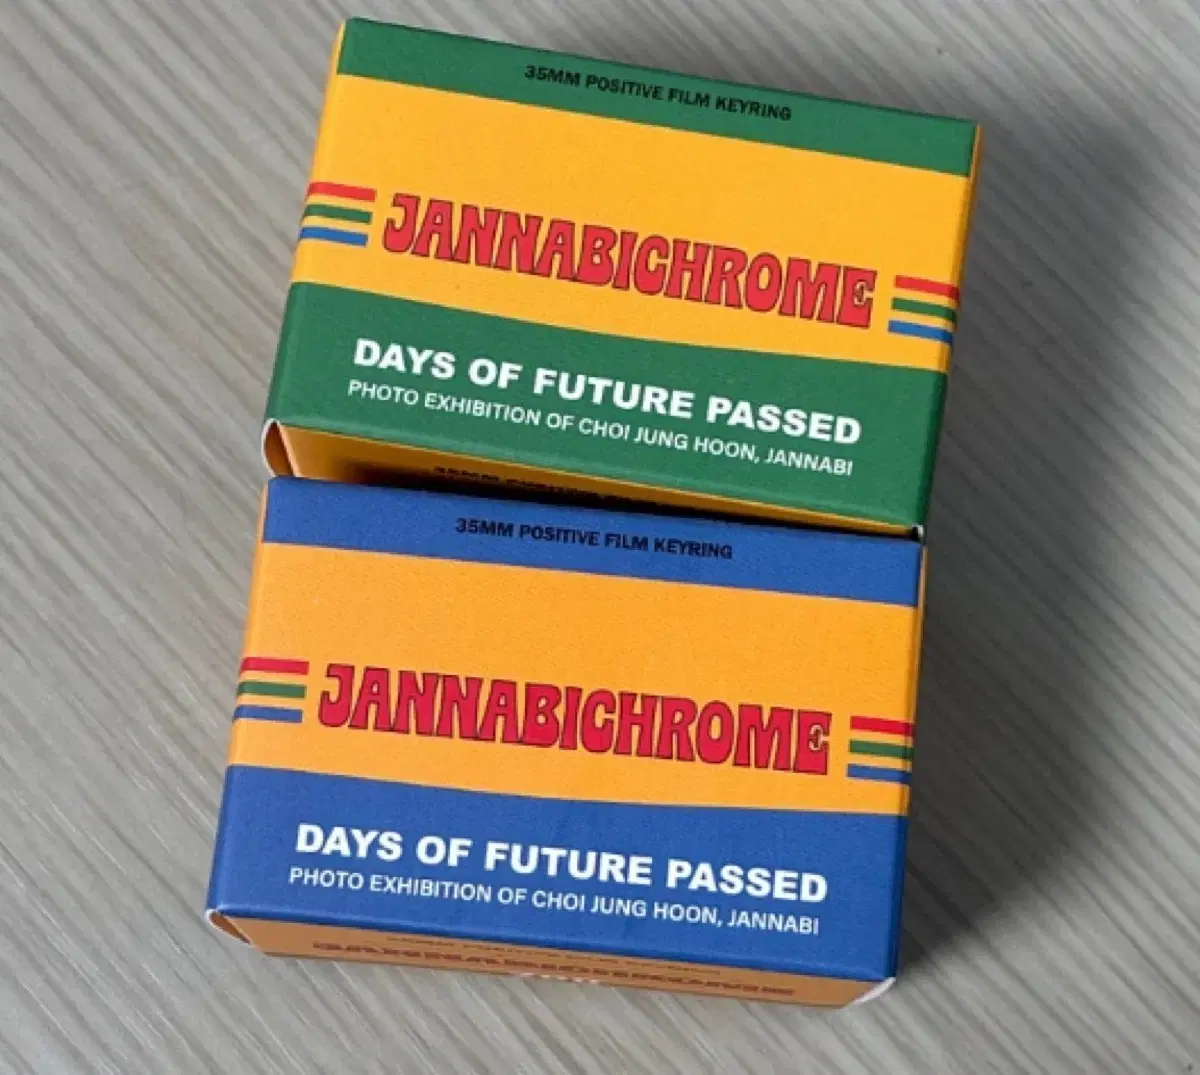 35MM POSITIVE FILM KEYRING
JANNABICHROME
DAYS OF FUTURE PASSED
PHOTO EXHIBITION OF CHOI JUNG HOON, JANNABI
35MM POSITIVE FILM KEYRING
JANNABICHROME
DAYS OF FUTURE PASSED
PHOTO EXHIBITION OF CHOI JUNG HOON, JANNABI